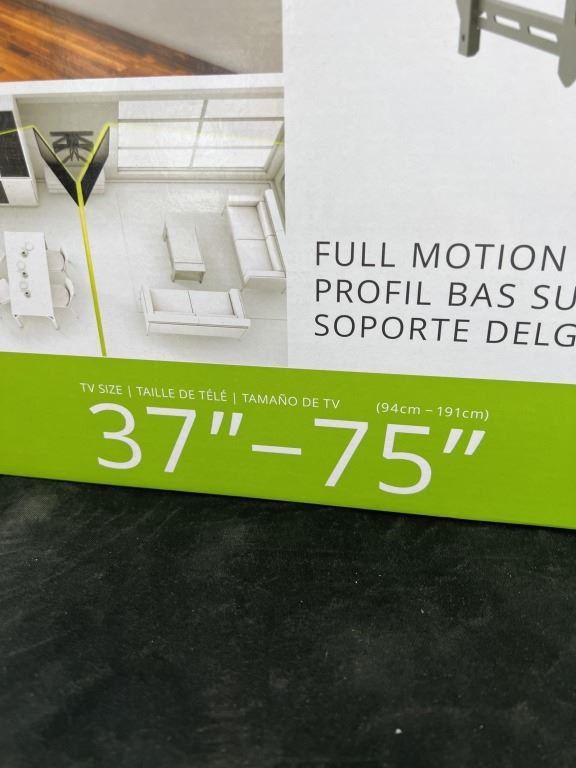 FULL MOTION
PROFIL BAS SU
SOPORTE DELG
TV SIZE | TAILLE DE TÉLÉ | TAMAÑO DE TV (94cm – 191cm)
37”–75”